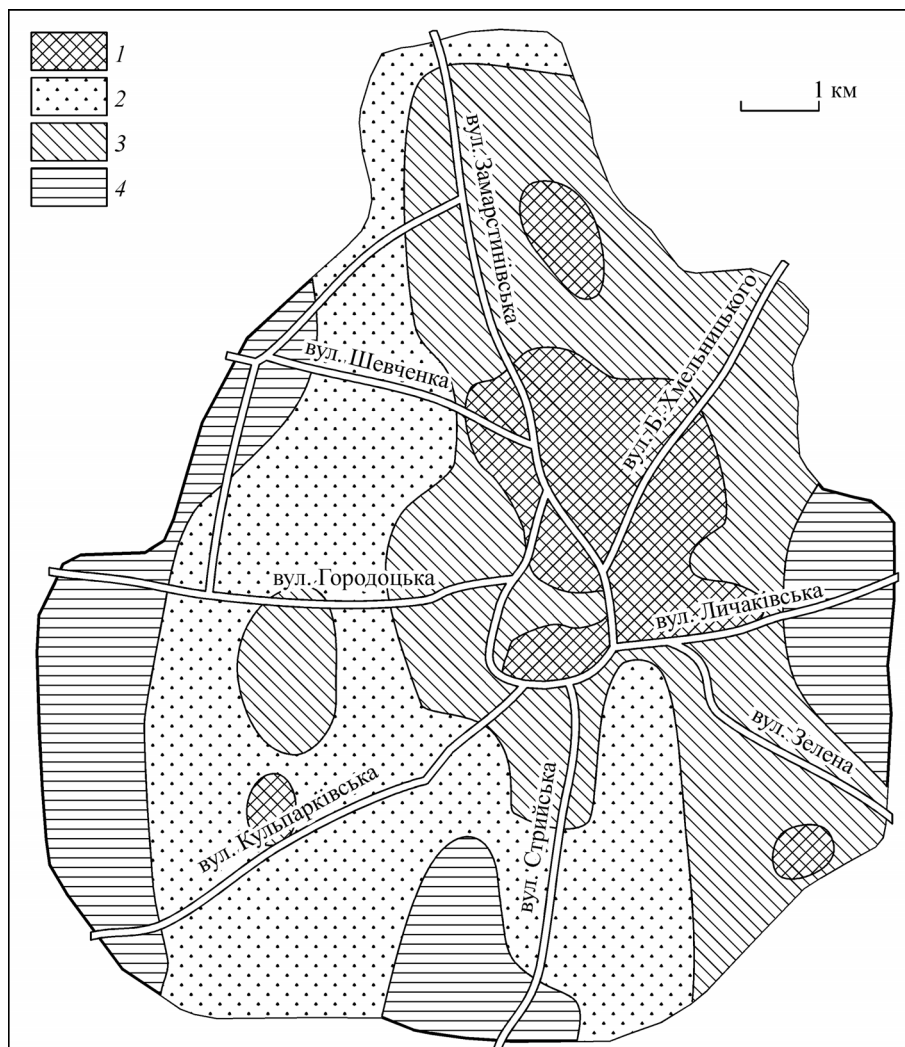 1
2
3
4
1 км
вул. Замарстинівська
вул. Б. Хмельницького
вул. Шевченка
вул. Городоцька
вул. Личаківська
вул. Зелена
вул. Стрийська
вул. Кульпарківська